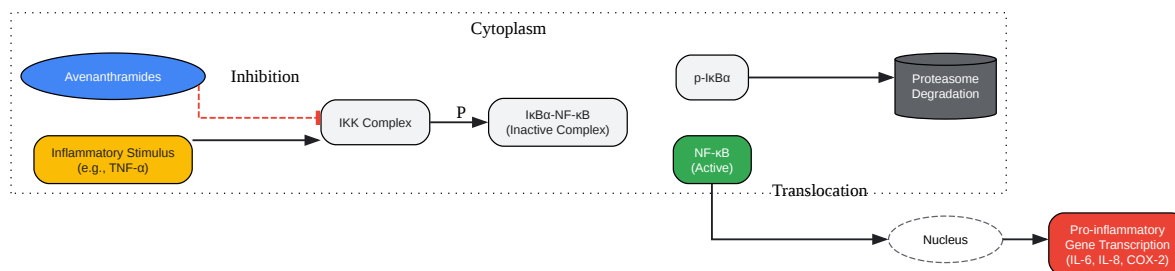 Cytoplasm
Avenanthramides
Inhibition
p-IκBα
Proteasome
Degradation
IKK Complex
P
IκBα-NF-κB
(Inactive Complex)
Inflammatory Stimulus
(e.g., TNF-α)
NF-κB
(Active)
Translocation
Nucleus
Pro-inflammatory
Gene Transcription
(IL-6, IL-8, COX-2)